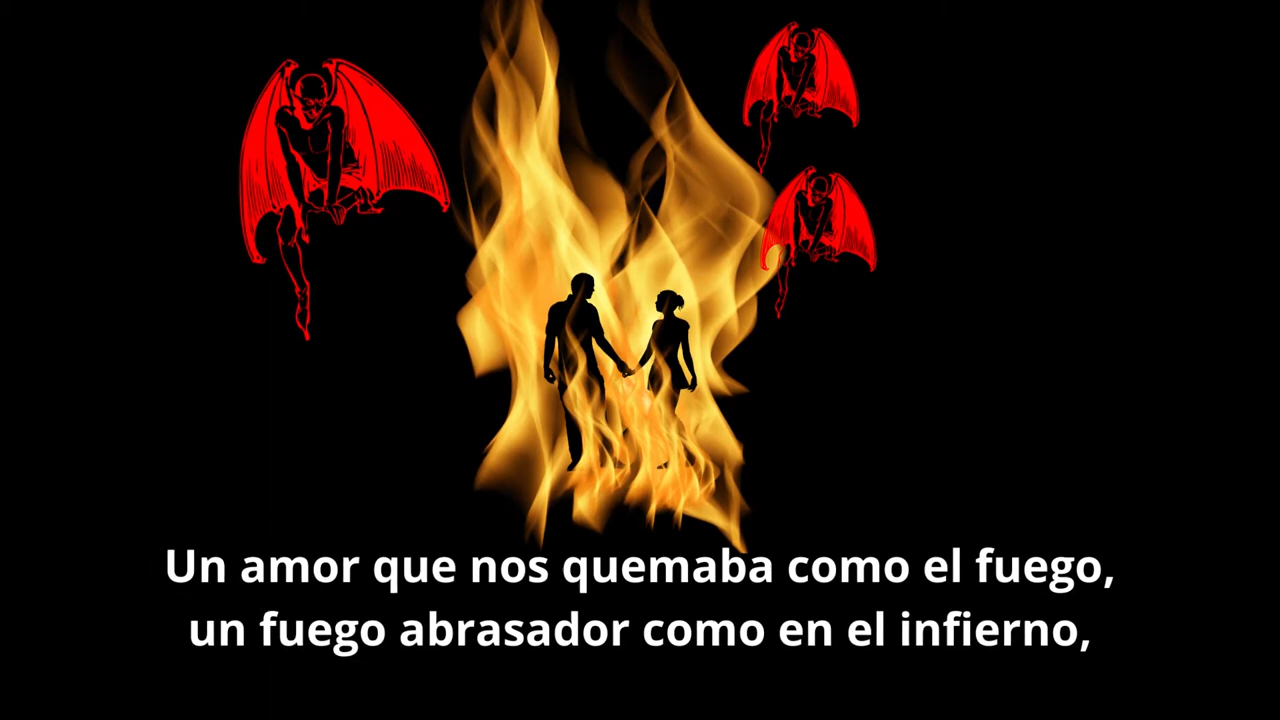 Un amor que nos quemaba como el fuego,
un fuego abrasador como en el infierno,